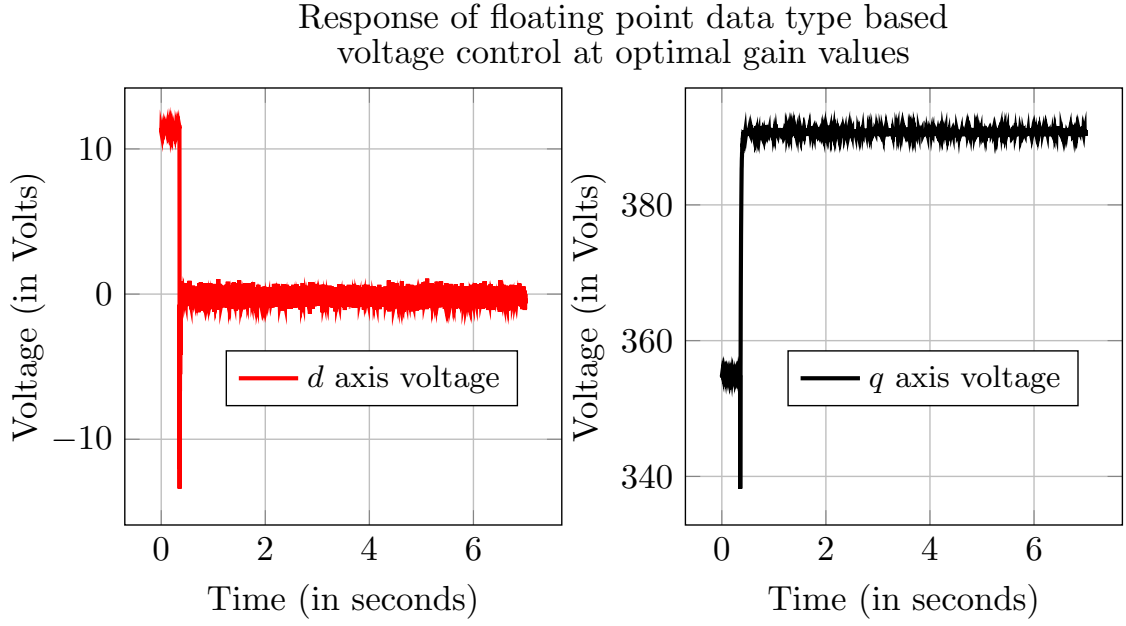 Response of floating point data type based
voltage control at optimal gain values
Voltage (in Volts)
10
0
−10
0 2 4 6
Time (in seconds)
d axis voltage
Voltage (in Volts)
380
360
340
0 2 4 6
Time (in seconds)
q axis voltage